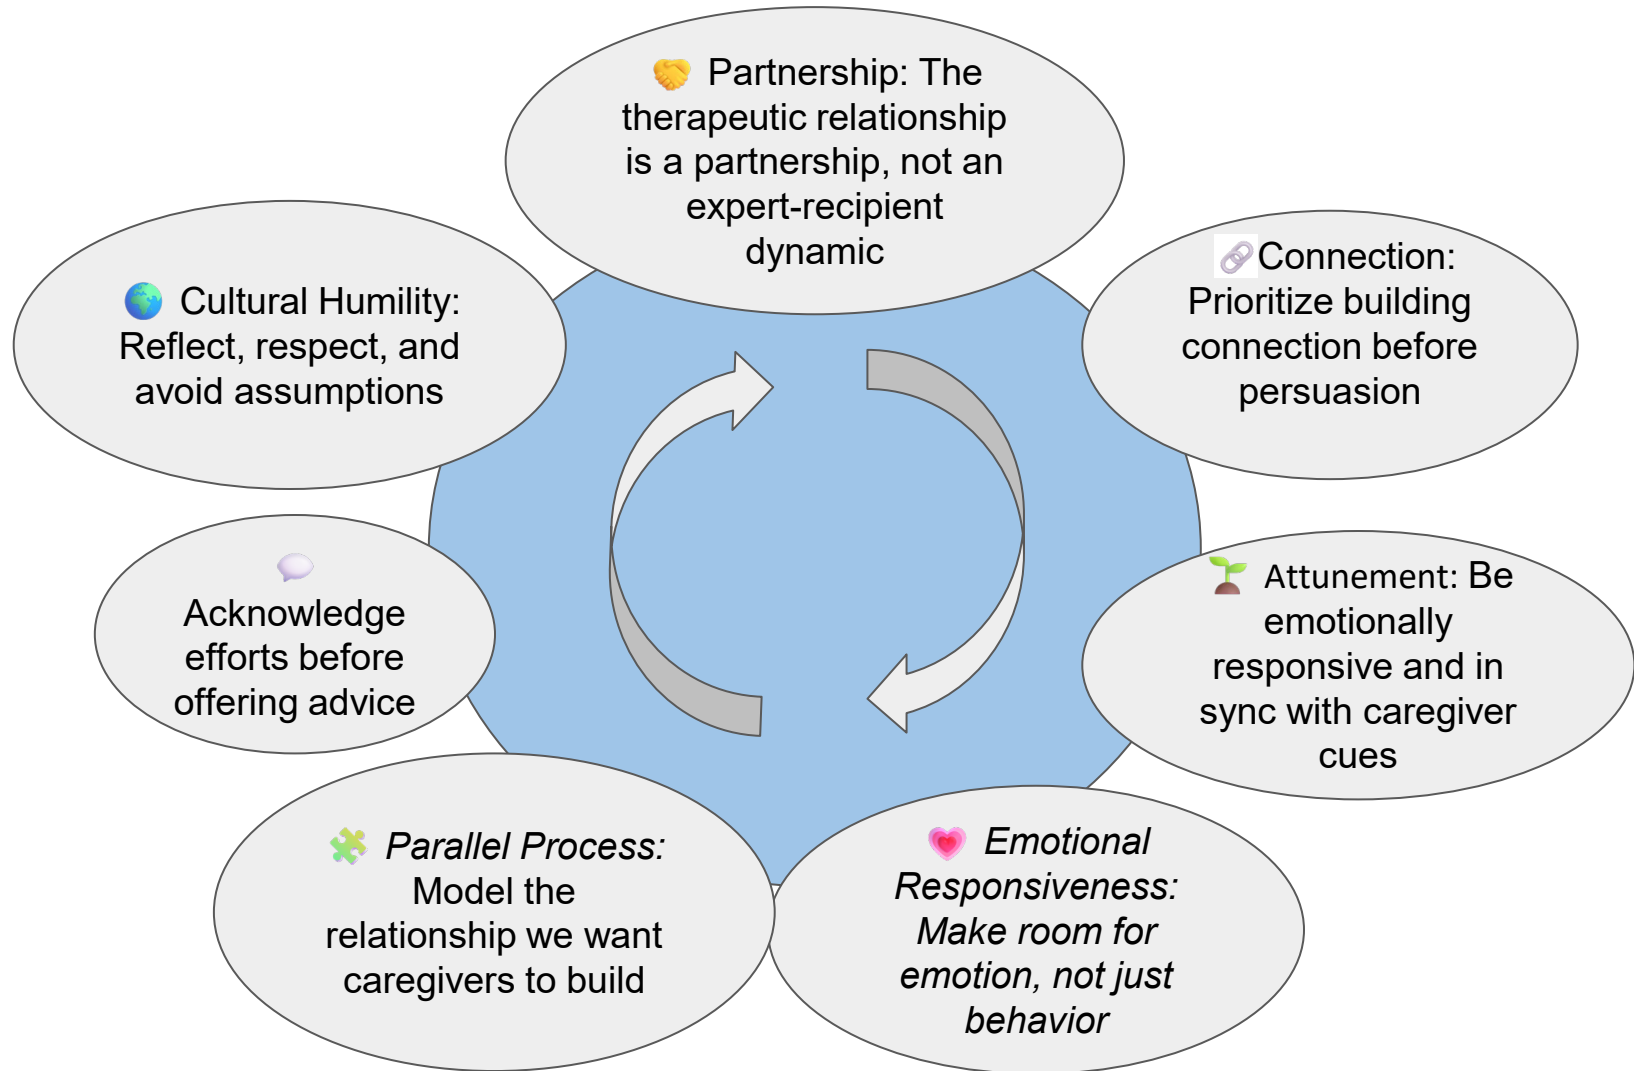 Partnership: The
therapeutic relationship
is a partnership, not an
expert-recipient
dynamic
Connection:
Prioritize building
connection before
persuasion
Attunement: Be
emotionally
responsive and in
sync with caregiver
cues
Emotional
Responsiveness:
Make room for
emotion, not just
behavior
Parallel Process:
Model the
relationship we want
caregivers to build
Acknowledge
efforts before
offering advice
Cultural Humility:
Reflect, respect, and
avoid assumptions